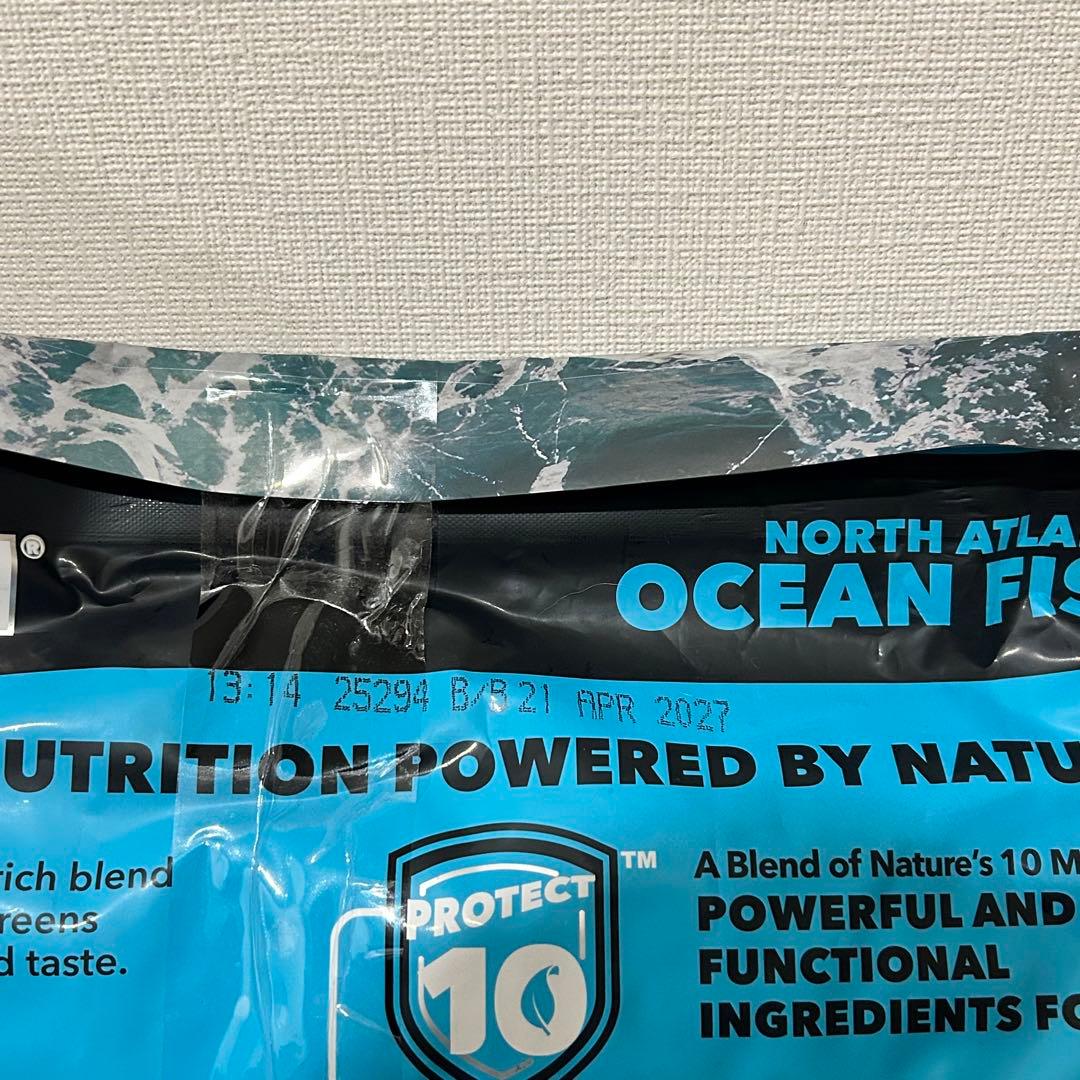 ®
NORTH ATLA
OCEAN FIS
13:14 25294 B/B 21 APR 2027
UTRITION POWERED BY NATU
rich blend
reens
d taste.
PROTECT
10
TM
A Blend of Nature's 10 M
POWERFUL AND
FUNCTIONAL
INGREDIENTS FO